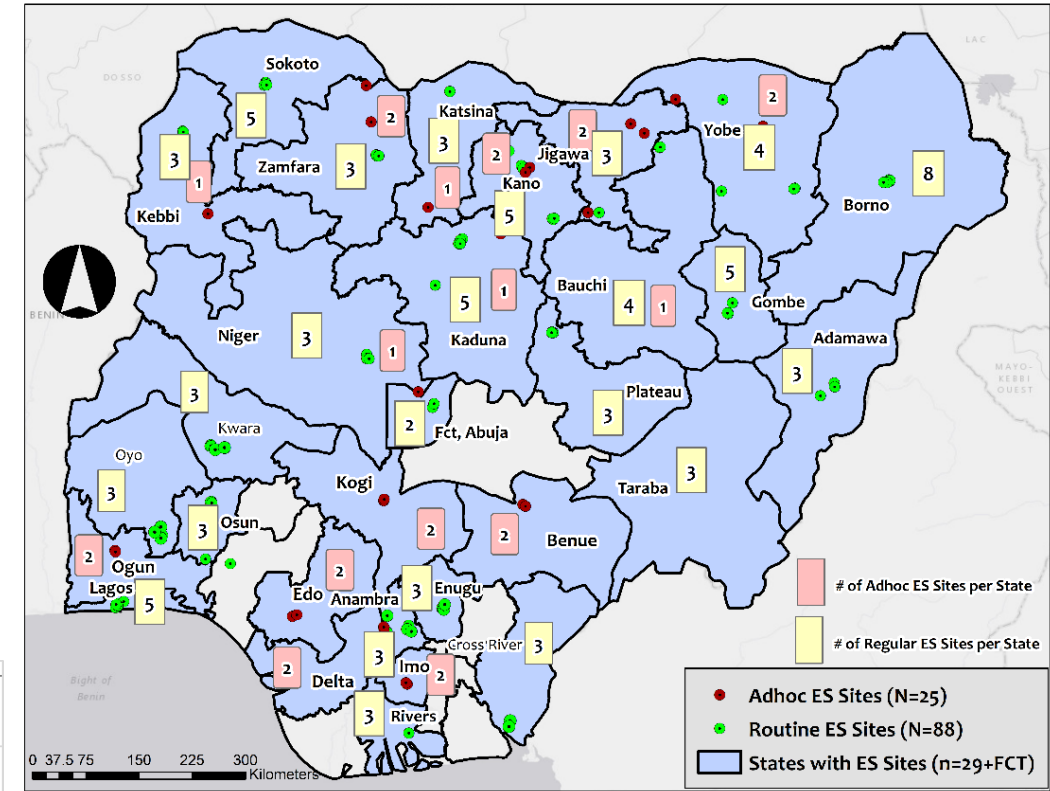 LAC
Sokoto
DOSSO
2
Katsina
2
5
2
Yobe
3
2
Jigawa
3
4
3
Zamfara
3
1
1
Kano
8
Kebbi
5
Borno
5
Bauchi
1
Gombe
5
4
1
BENIN
Niger
3
Kaduna
Adamawa
1
3
MAYO-
KEBBI
OUEST
3
Plateau
3
2
Fct, Abuja
Kwara
Oyo
3
Kogi
Taraba
3
3
Osun
2
2
Benue
2
Ogun
2
# of Adhoc ES Sites per State
Lagos
5
Edo
Anambra
3
Enugu
3
# of Regular ES Sites per State
Cross River
3
Imo
2
2
Delta
Bight of
Benin
3
Rivers
Adhoc ES Sites (N=25)
Routine ES Sites (N=88)
States with ES Sites (n=29+FCT)
0 37.5 75 150 225 300
Kilometers